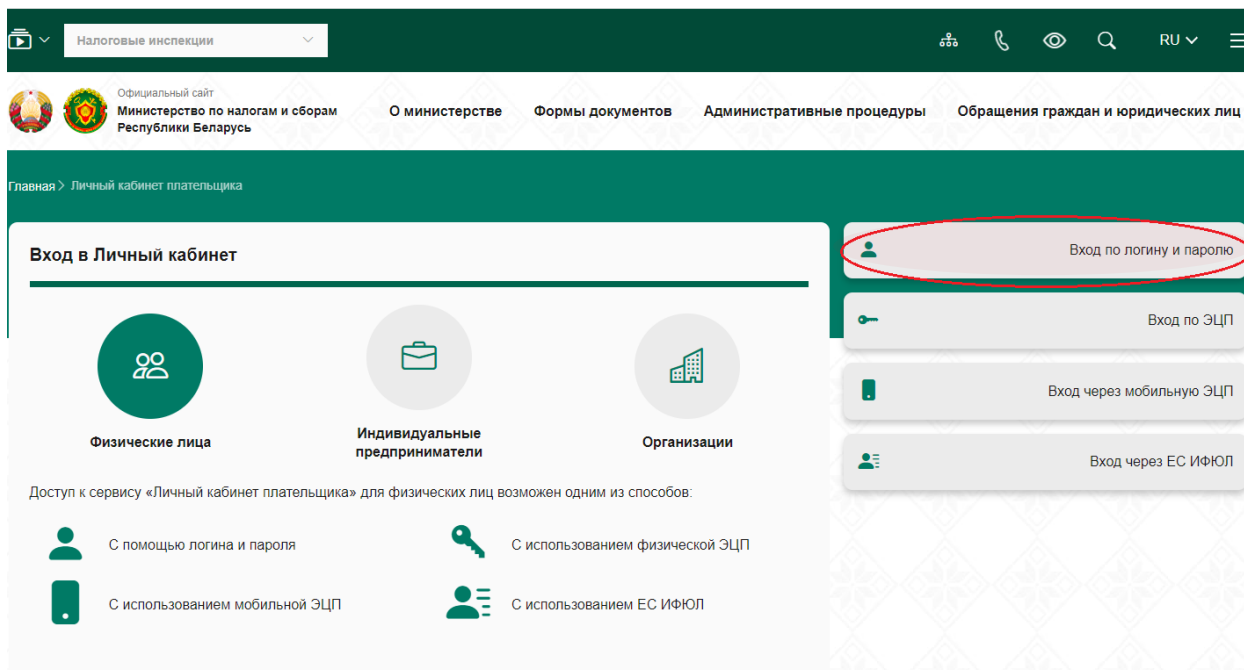 Налоговые инспекции
RU
Официальный сайт
Министерство по налогам и сборам
Республики Беларусь
О министерстве
Формы документов
Административные процедуры
Обращения граждан и юридических лиц
Главная > Личный кабинет плательщика
Вход в Личный кабинет
Физические лица
Индивидуальные
предприниматели
Организации
Доступ к сервису «Личный кабинет плательщика» для физических лиц возможен одним из способов:
С помощью логина и пароля
С использованием физической ЭЦП
С использованием мобильной ЭЦП
С использованием ЕС ИФЮЛ
Вход по логину и паролю
Вход по ЭЦП
Вход через мобильную ЭЦП
Вход через ЕС ИФЮЛ